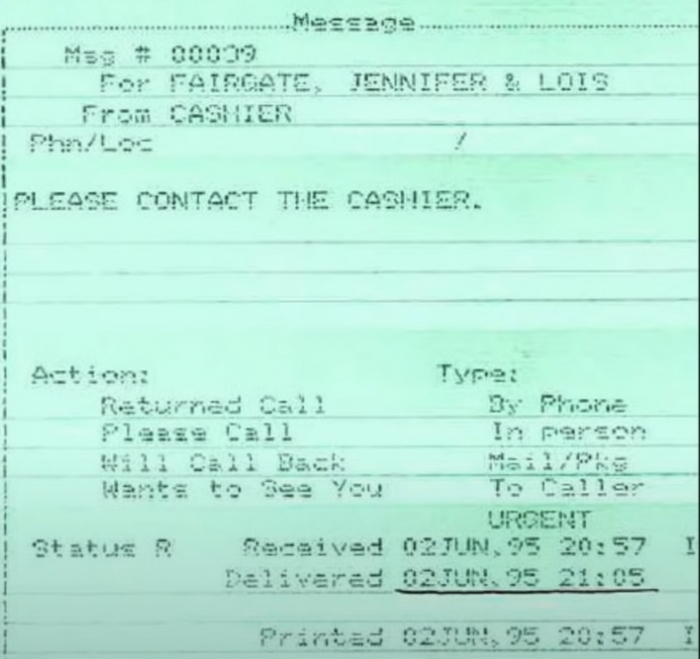 Message
Msg # 00039
For FAIRGATE, JENNIFER & LOIS
From CASHIER
Phn/Loc /
PLEASE CONTACT THE CASHIER.
Action: Type:
Returned Call By Phone
Please Call In person
Will Call Back Mail/Pkg
Wants to See You To Caller
URGENT
Status R Received 02JUN.95 20:57 I
Delivered 02JUN.95 21:05
Printed 02JUN.95 20:57 I